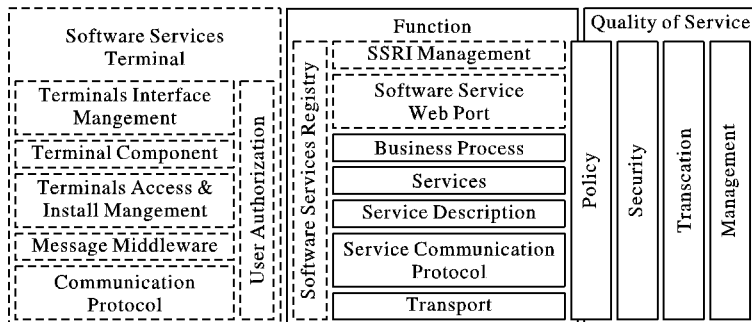 Software Services
Terminal
Terminals Interface
Mangement
Terminal Component
Terminals Access &
Install Mangement
Message Middleware
Communication
Protocol
User Authorization
Function
Software Services Registry
SSRI Management
Software Service
Web Port
Business Process
Services
Service Description
Service Communication
Protocol
Transport
Quality of Service
Policy
Security
Transcation
Management